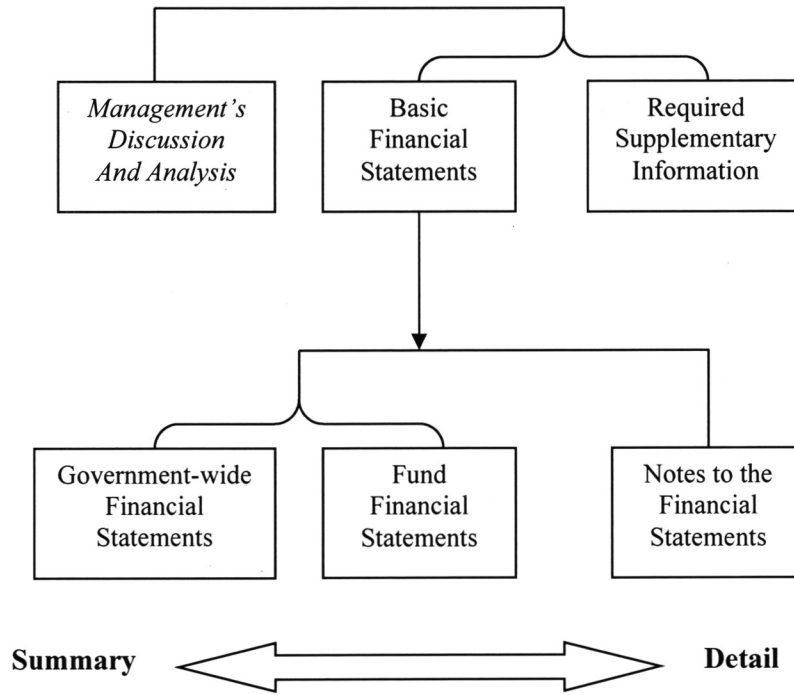 Management's
Discussion
And Analysis
Basic
Financial
Statements
Required
Supplementary
Information
Government-wide
Financial
Statements
Fund
Financial
Statements
Notes to the
Financial
Statements
Summary
Detail